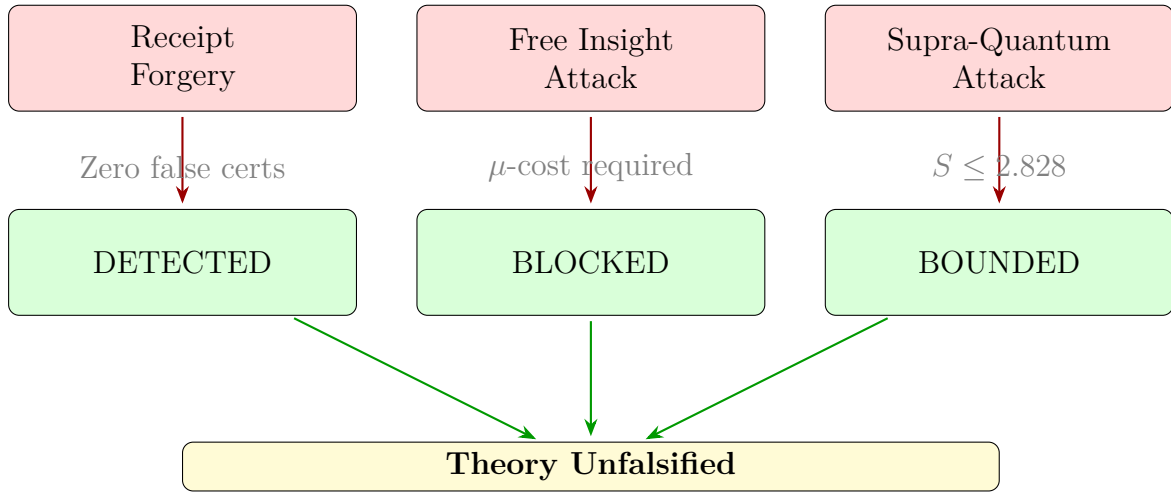 Receipt
Forgery
Free Insight
Attack
Supra-Quantum
Attack
Zero false certs
μ-cost required
S ≤ 2.828
DETECTED
BLOCKED
BOUNDED
Theory Unfalsified